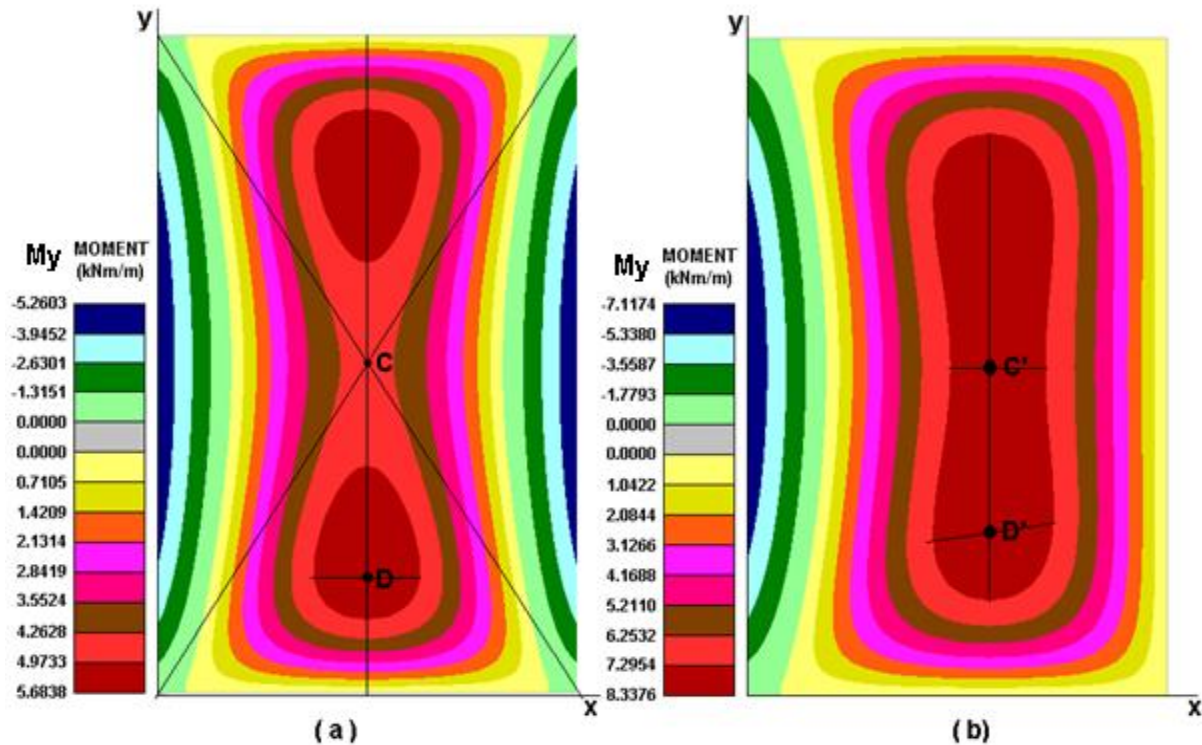 y
C
D
x
My
MOMENT
(kNm/m)
-5.2603
-3.9452
-2.6301
-1.3151
0.0000
0.0000
0.7105
1.4209
2.1314
2.8419
3.5524
4.2628
4.9733
5.6838
( a )
y
C'
D'
x
My
MOMENT
(kNm/m)
-7.1174
-5.3380
-3.5587
-1.7793
0.0000
0.0000
1.0422
2.0844
3.1266
4.1688
5.2110
6.2532
7.2954
8.3376
( b)